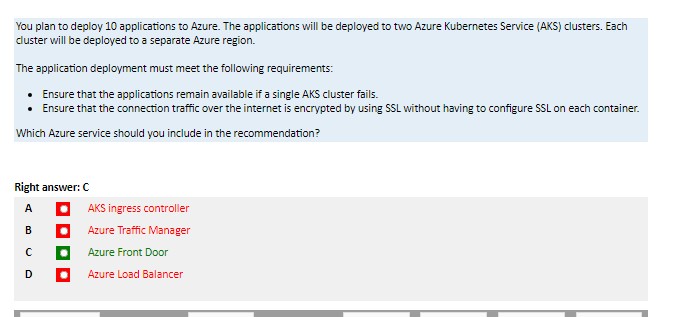 You plan to deploy 10 applications to Azure. The applications will be deployed to two Azure Kubernetes Service (AKS) clusters. Each
cluster will be deployed to a separate Azure region.
The application deployment must meet the following requirements:
• Ensure that the applications remain available if a single AKS cluster fails.
• Ensure that the connection traffic over the internet is encrypted by using SSL without having to configure SSL on each container.
Which Azure service should you include in the recommendation?
Right answer: C
A AKS ingress controller
B Azure Traffic Manager
C Azure Front Door
D Azure Load Balancer